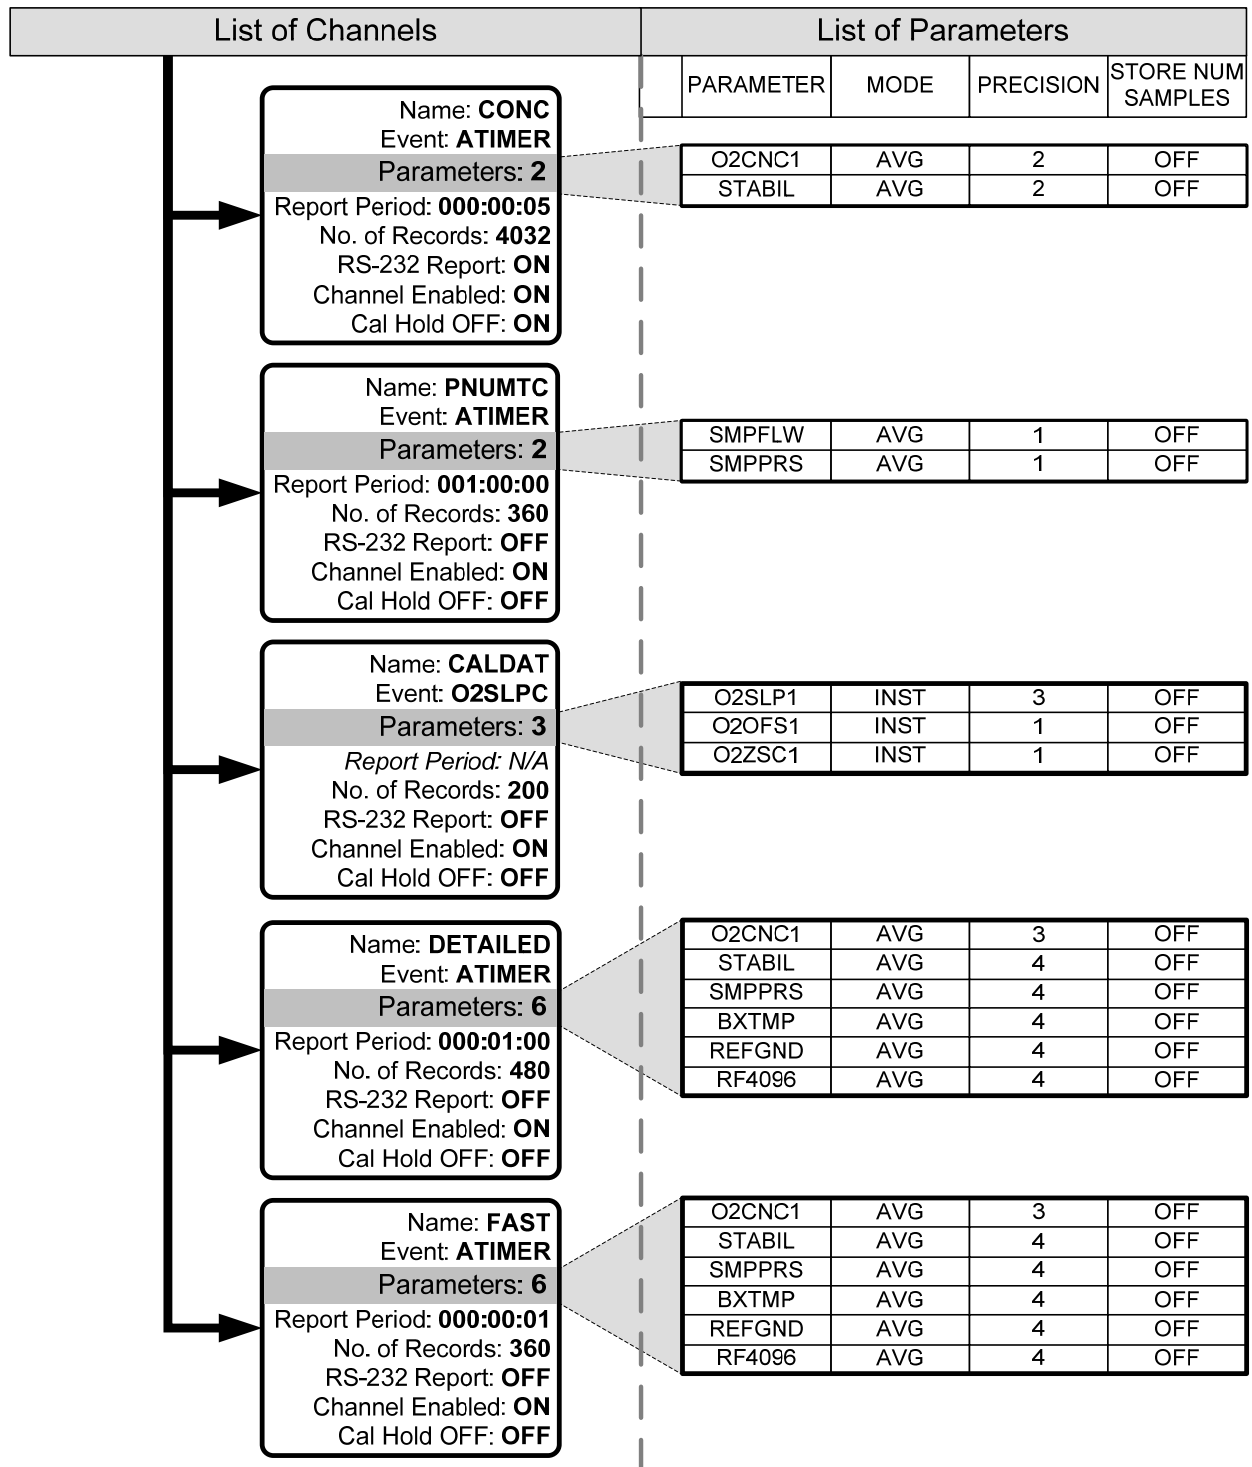 List of Channels
List of Parameters
PARAMETER MODE PRECISION STORE NUM SAMPLES
Name: CONC
Event: ATIMER
Parameters: 2
Report Period: 000:00:05
No. of Records: 4032
RS-232 Report: ON
Channel Enabled: ON
Cal Hold OFF: ON
O2CNC1 AVG 2 OFF
STABIL AVG 2 OFF
Name: PNUMTC
Event: ATIMER
Parameters: 2
Report Period: 001:00:00
No. of Records: 360
RS-232 Report: OFF
Channel Enabled: ON
Cal Hold OFF: OFF
SMPFLW AVG 1 OFF
SMPPRS AVG 1 OFF
Name: CALDAT
Event: O2SLPC
Parameters: 3
Report Period: N/A
No. of Records: 200
RS-232 Report: OFF
Channel Enabled: ON
Cal Hold OFF: OFF
O2SLP1 INST 3 OFF
O2OFS1 INST 1 OFF
O2ZSC1 INST 1 OFF
Name: DETAILED
Event: ATIMER
Parameters: 6
Report Period: 000:01:00
No. of Records: 480
RS-232 Report: OFF
Channel Enabled: ON
Cal Hold OFF: OFF
O2CNC1 AVG 3 OFF
STABIL AVG 4 OFF
SMPPRS AVG 4 OFF
BXTMP AVG 4 OFF
REFGND AVG 4 OFF
RF4096 AVG 4 OFF
Name: FAST
Event: ATIMER
Parameters: 6
Report Period: 000:00:01
No. of Records: 360
RS-232 Report: OFF
Channel Enabled: ON
Cal Hold OFF: OFF
O2CNC1 AVG 3 OFF
STABIL AVG 4 OFF
SMPPRS AVG 4 OFF
BXTMP AVG 4 OFF
REFGND AVG 4 OFF
RF4096 AVG 4 OFF